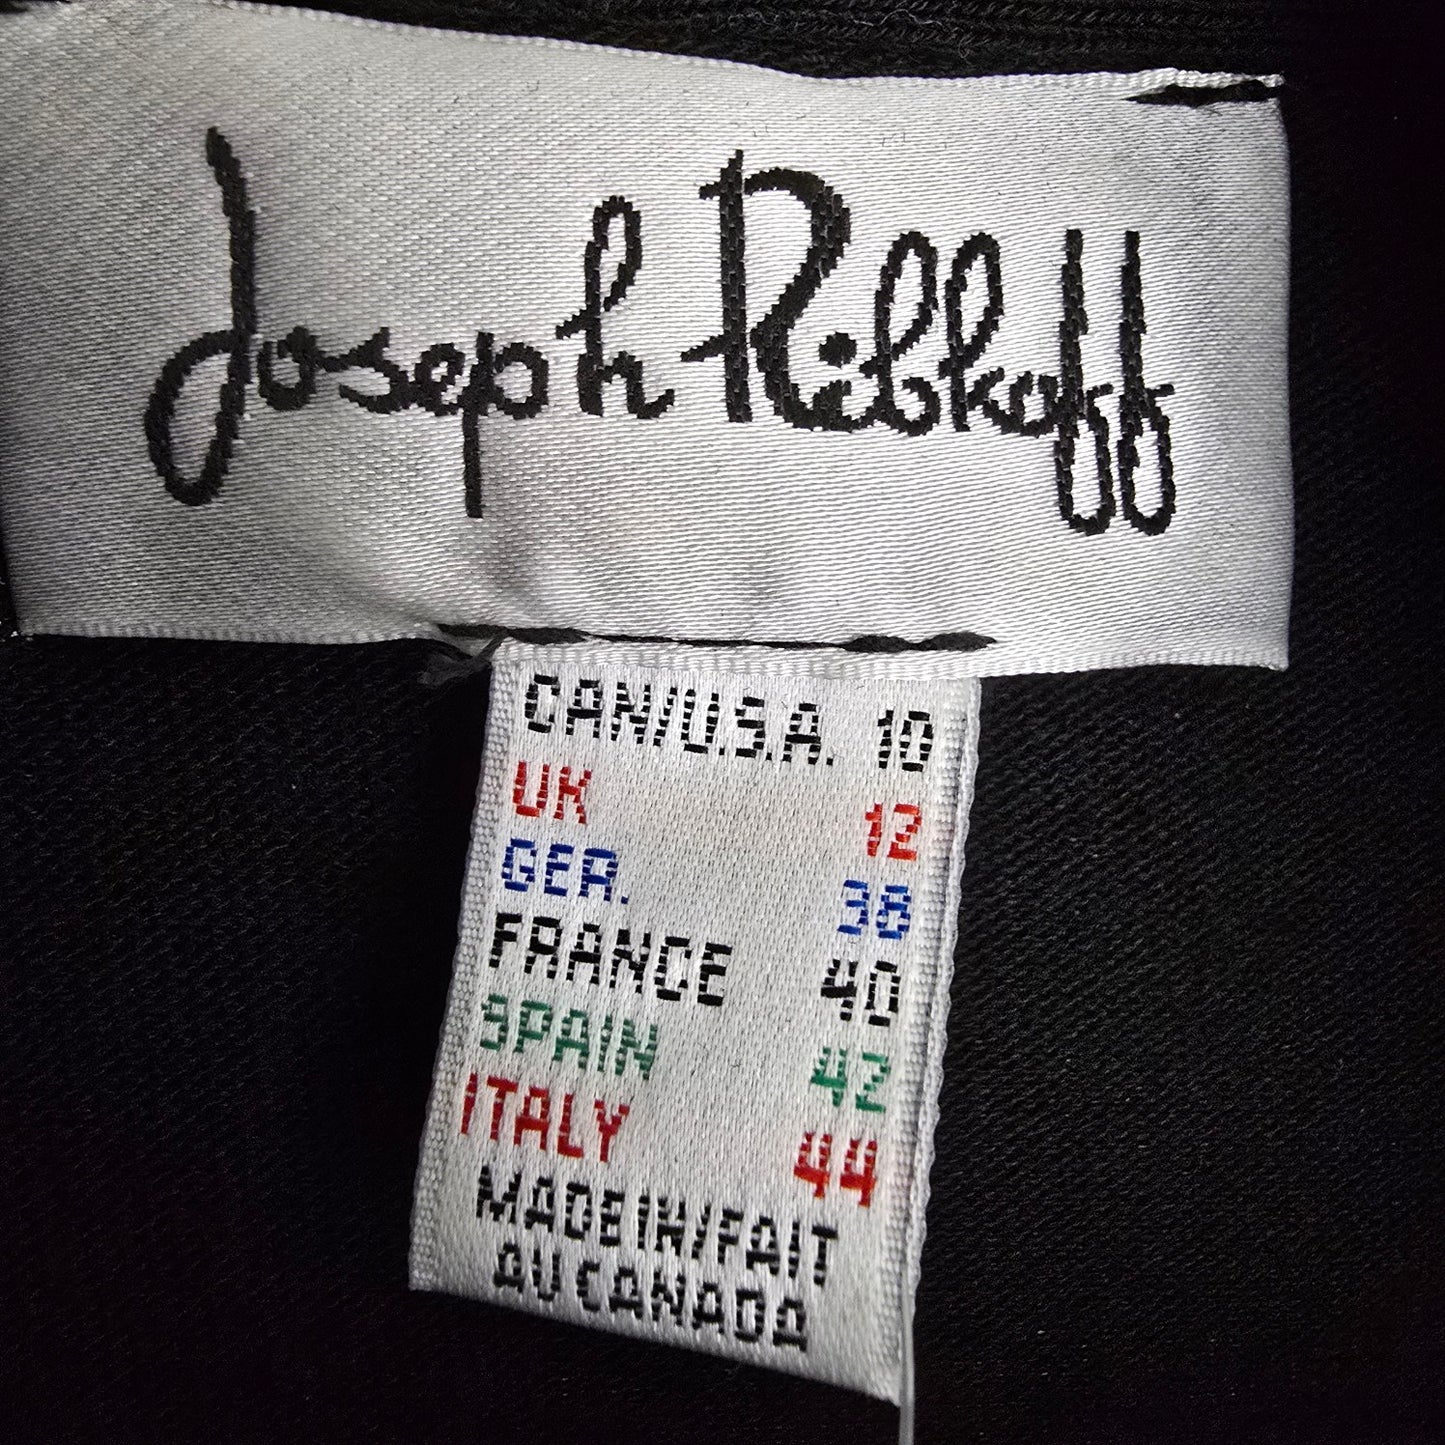 Joseph Ribkoff
CAN/U.S.A. 10
UK 12
GER. 38
FRANCE 40
SPAIN 42
ITALY 44
MADE IN/FAIT
AU CANADA